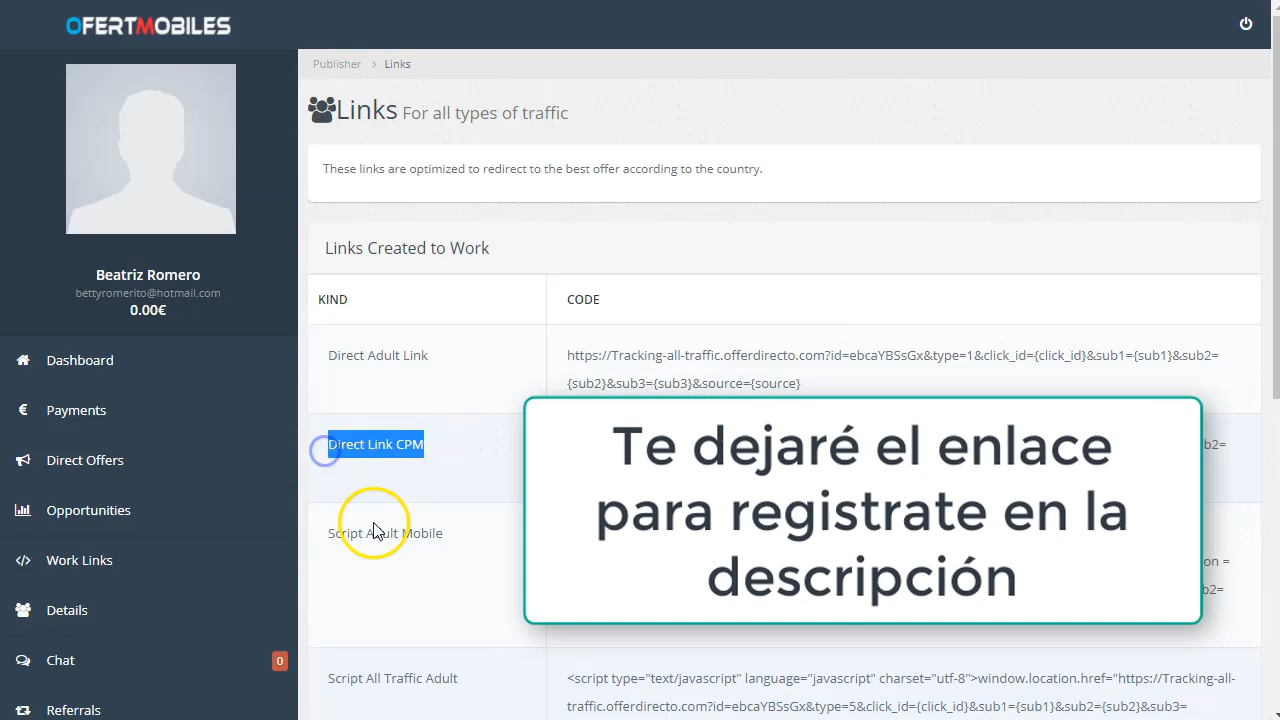 OFERTMOBILES
Publisher > Links
Links For all types of traffic
These links are optimized to redirect to the best offer according to the country.
Beatriz Romero
bettyromerito@hotmail.com
0.00€
Dashboard
Payments
Direct Offers
Opportunities
Work Links
Details
Chat 0
Referrals
Links Created to Work
KIND CODE
Direct Adult Link
https://Tracking-all-traffic.offerdirecto.com?id=ebcaYBSsGx&type=1&click_id={click_id}&sub1={sub1}&sub2=
{sub2}&sub3={sub3}&source={source}
Direct Link CPM
ub2=
Script Adult Mobile
on =
b2=
Te dejaré el enlace
para registrate en la
descripción
Script All Traffic Adult
<script type="text/javascript" language="javascript" charset="utf-8">window.location.href="https://Tracking-all-
traffic.offerdirecto.com?id=ebcaYBSsGx&type=5&click_id={click_id}&sub1={sub1}&sub2={sub2}&sub3=